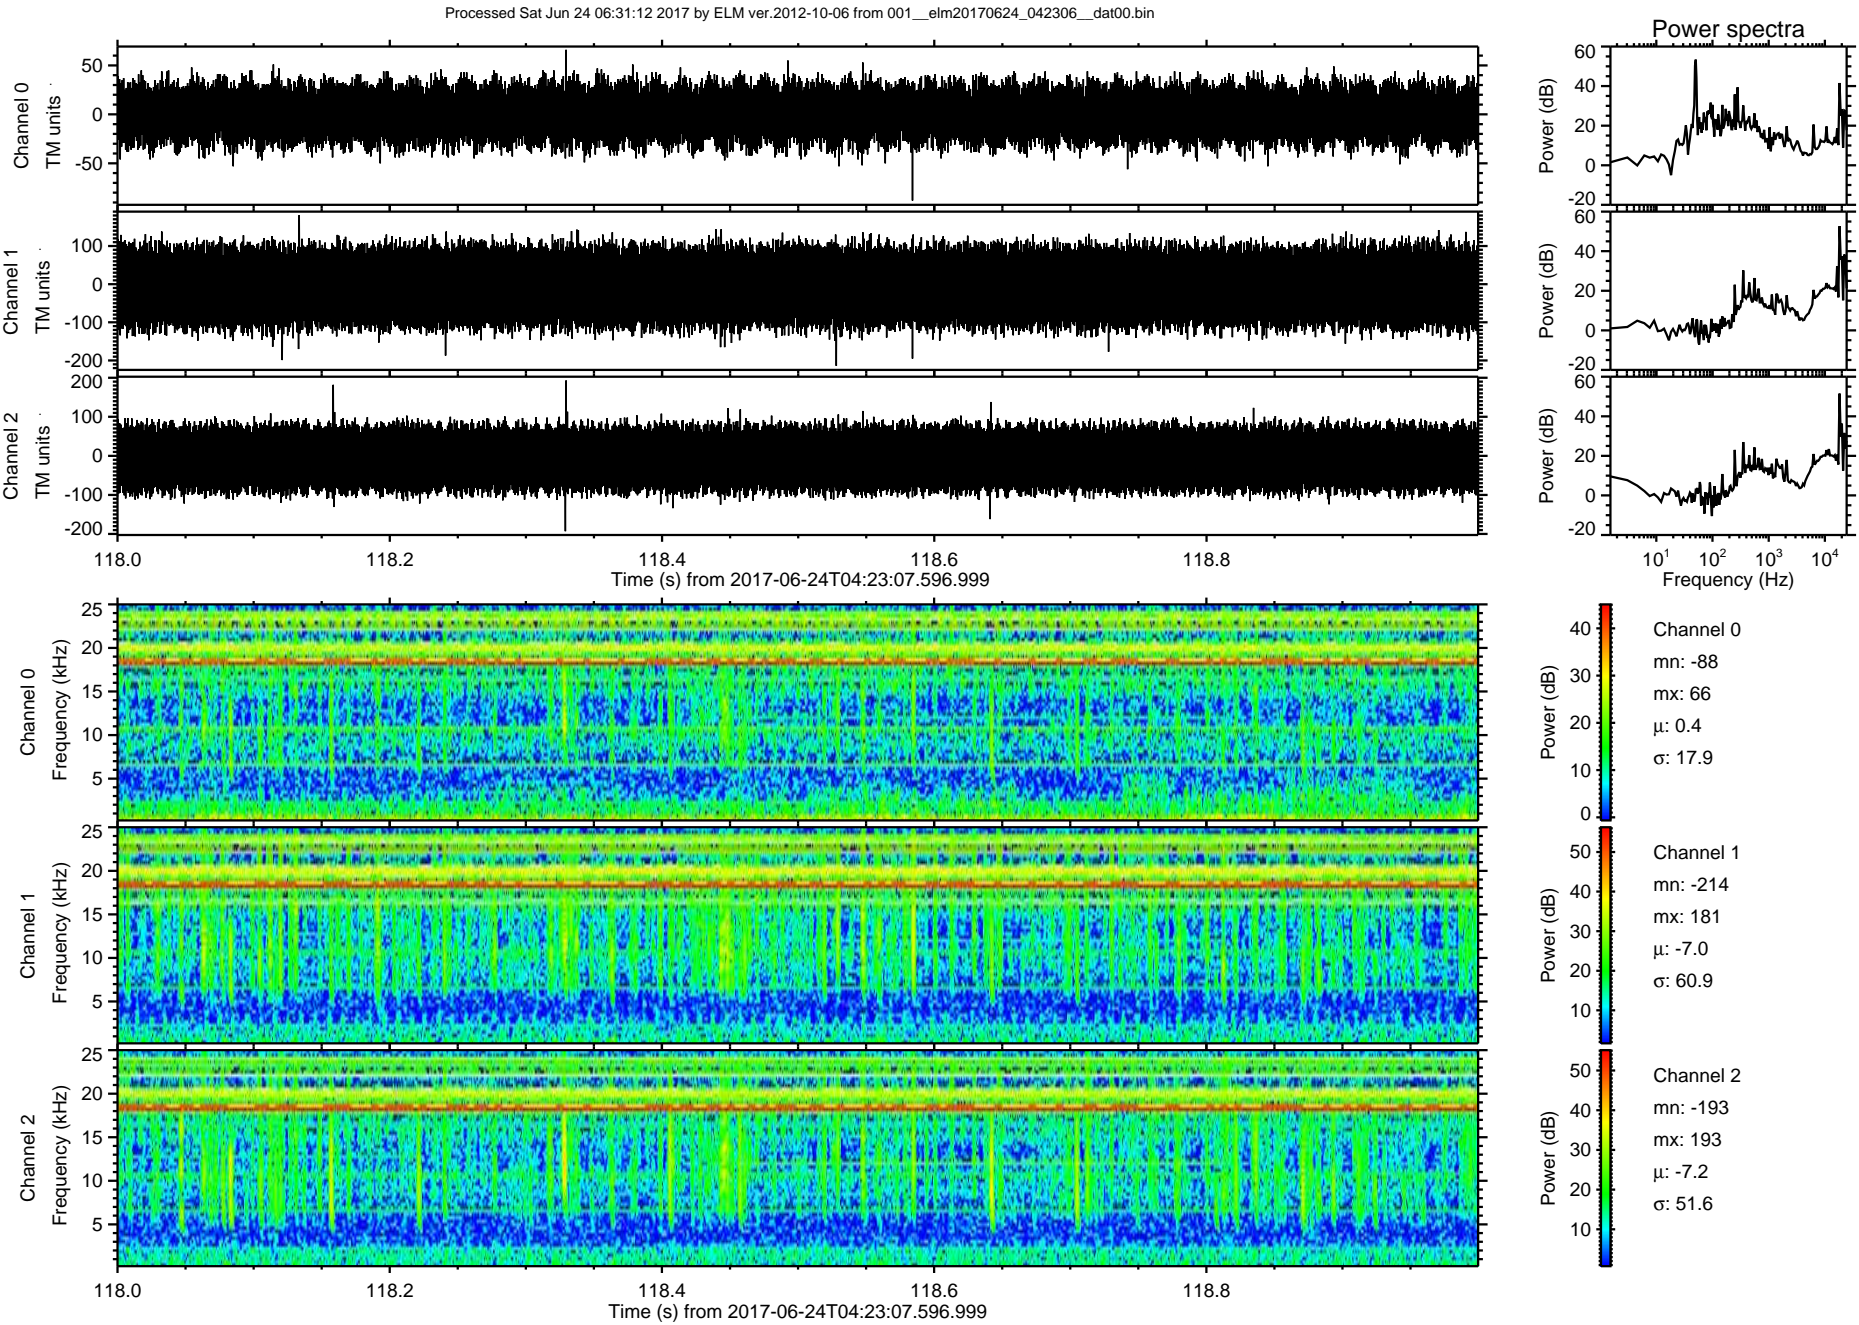 Processed Sat Jun 24 06:31:12 2017 by ELM ver.2012-10-06 from 001__elm20170624_042306__dat00.bin
Power spectra
Channel 0
TM units
50
0
-50
Power (dB)
60
40
20
0
-20
Channel 1
TM units
100
0
-100
-200
Power (dB)
60
40
20
0
-20
Channel 2
TM units
200
100
0
-100
-200
Power (dB)
60
40
20
0
-20
118.0 118.2 118.4 118.6 118.8
Time (s) from 2017-06-24T04:23:07.596.999
10^1 10^2 10^3 10^4
Frequency (Hz)
Channel 0
Frequency (kHz)
25
20
15
10
5
Power (dB)
40
30
20
10
0
Channel 0
mn: -88
mx: 66
μ: 0.4
σ: 17.9
Channel 1
Frequency (kHz)
25
20
15
10
5
Power (dB)
50
40
30
20
10
Channel 1
mn: -214
mx: 181
μ: -7.0
σ: 60.9
Channel 2
Frequency (kHz)
25
20
15
10
5
Power (dB)
50
40
30
20
10
Channel 2
mn: -193
mx: 193
μ: -7.2
σ: 51.6
118.0 118.2 118.4 118.6 118.8
Time (s) from 2017-06-24T04:23:07.596.999